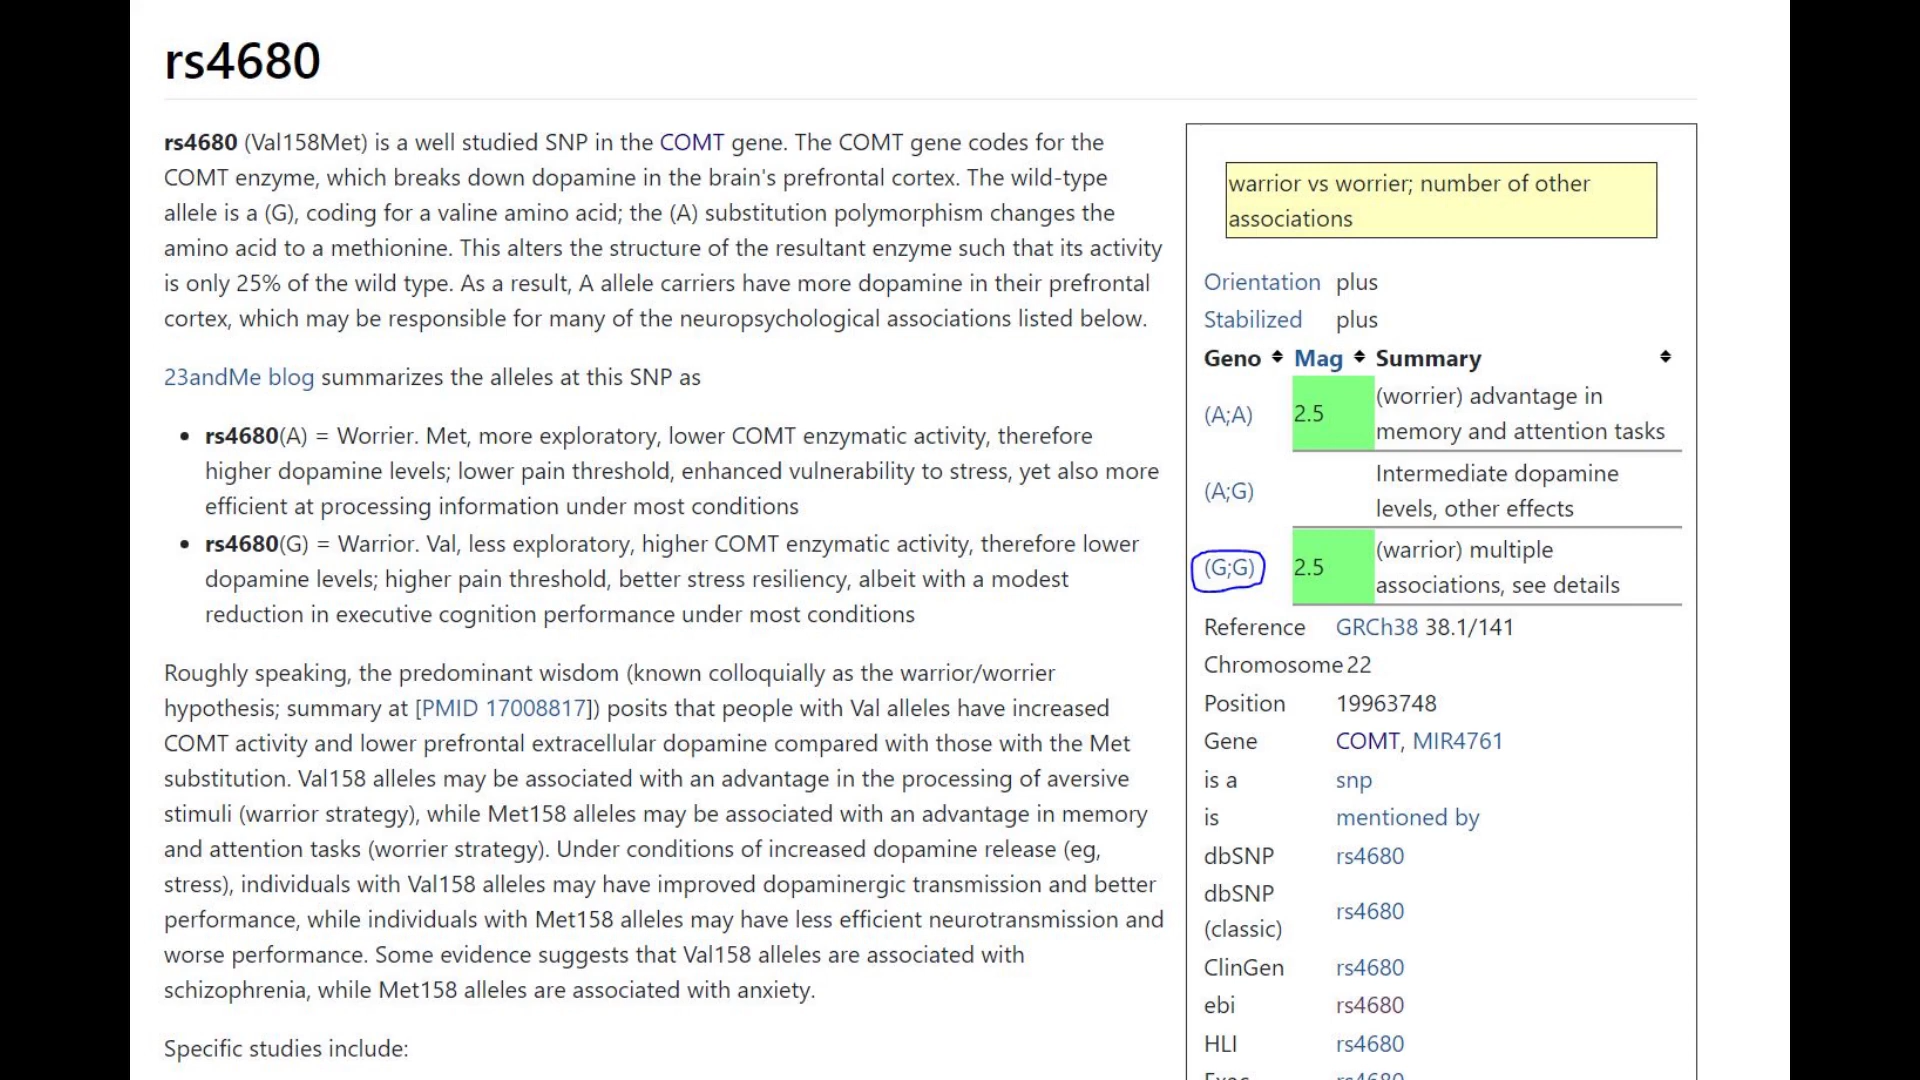 rs4680
rs4680 (Val158Met) is a well studied SNP in the COMT gene. The COMT gene codes for the
COMT enzyme, which breaks down dopamine in the brain's prefrontal cortex. The wild-type
allele is a (G), coding for a valine amino acid; the (A) substitution polymorphism changes the
amino acid to a methionine. This alters the structure of the resultant enzyme such that its activity
is only 25% of the wild type. As a result, A allele carriers have more dopamine in their prefrontal
cortex, which may be responsible for many of the neuropsychological associations listed below.
23andMe blog summarizes the alleles at this SNP as
• rs4680(A) = Worrier. Met, more exploratory, lower COMT enzymatic activity, therefore
higher dopamine levels; lower pain threshold, enhanced vulnerability to stress, yet also more
efficient at processing information under most conditions
• rs4680(G) = Warrior. Val, less exploratory, higher COMT enzymatic activity, therefore lower
dopamine levels; higher pain threshold, better stress resiliency, albeit with a modest
reduction in executive cognition performance under most conditions
Roughly speaking, the predominant wisdom (known colloquially as the warrior/worrier
hypothesis; summary at [PMID 17008817]) posits that people with Val alleles have increased
COMT activity and lower prefrontal extracellular dopamine compared with those with the Met
substitution. Val158 alleles may be associated with an advantage in the processing of aversive
stimuli (warrior strategy), while Met158 alleles may be associated with an advantage in memory
and attention tasks (worrier strategy). Under conditions of increased dopamine release (eg,
stress), individuals with Val158 alleles may have improved dopaminergic transmission and better
performance, while individuals with Met158 alleles may have less efficient neurotransmission and
worse performance. Some evidence suggests that Val158 alleles are associated with
schizophrenia, while Met158 alleles are associated with anxiety.
Specific studies include:
warrior vs worrier; number of other
associations
Orientation plus
Stabilized plus
Geno Mag Summary
(A;A) 2.5 (worrier) advantage in
memory and attention tasks
(A;G) Intermediate dopamine
levels, other effects
(G;G) 2.5 (warrior) multiple
associations, see details
Reference GRCh38 38.1/141
Chromosome 22
Position 19963748
Gene COMT, MIR4761
is a snp
is mentioned by
dbSNP rs4680
dbSNP
(classic) rs4680
ClinGen rs4680
ebi rs4680
HLI rs4680